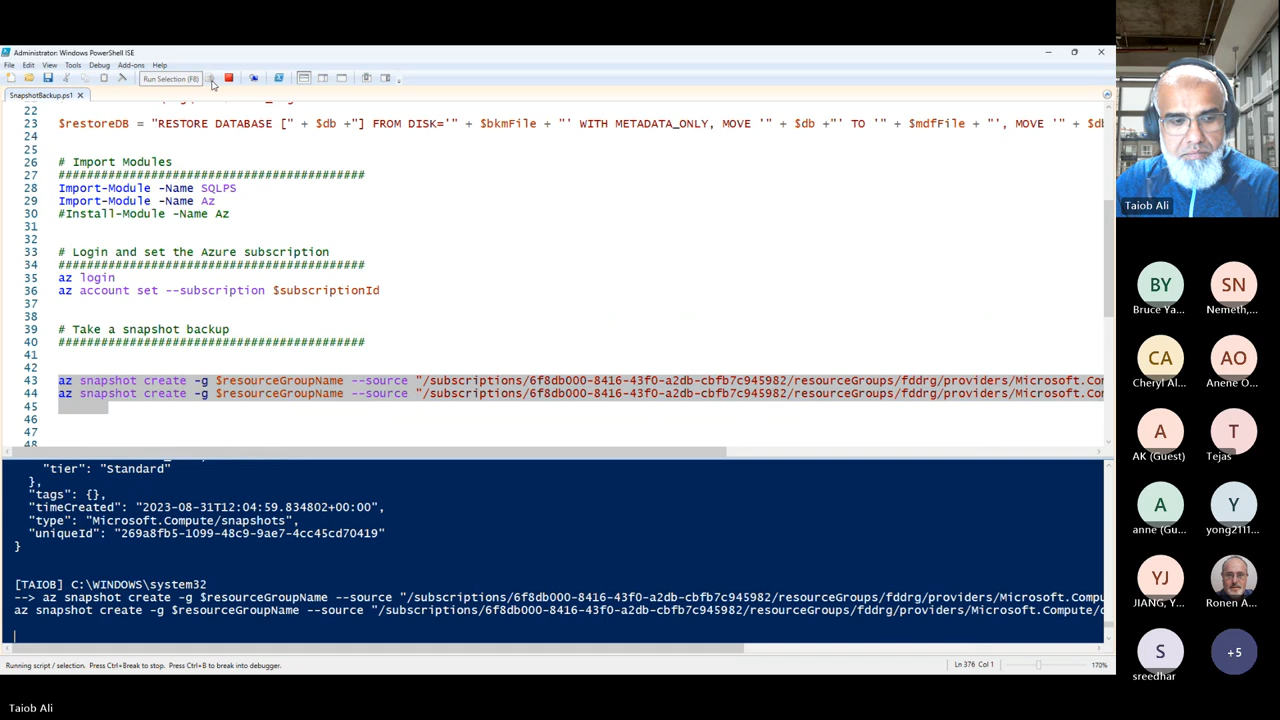 Administrator: Windows PowerShell ISE
File Edit View Tools Debug Add-ons Help
Run Selection (F8)
SnapshotBackup.ps1
22
23 $restoreDB = "RESTORE DATABASE [" + $db +"] FROM DISK='" + $bkmFile + "' WITH METADATA_ONLY, MOVE '" + $db +"' TO '" + $mdfFile + "', MOVE '" + $db
25
26 # Import Modules
27 ###########################################
28 Import-Module -Name SQLPS
29 Import-Module -Name Az
30 #Install-Module -Name Az
31
32
33 # Login and set the Azure subscription
34 ###########################################
35 az login
36 az account set --subscription $subscriptionId
37
38
39 # Take a snapshot backup
40 ###########################################
41
42
43 az snapshot create -g $resourceGroupName --source "/subscriptions/6f8db000-8416-43f0-a2db-cbfb7c945982/resourceGroups/fddrg/providers/Microsoft.Com
44 az snapshot create -g $resourceGroupName --source "/subscriptions/6f8db000-8416-43f0-a2db-cbfb7c945982/resourceGroups/fddrg/providers/Microsoft.Com
45
46
47
48
"tier": "Standard"
},
"tags": {},
"timeCreated": "2023-08-31T12:04:59.834802+00:00",
"type": "Microsoft.Compute/snapshots",
"uniqueId": "269a8fb5-1099-48c9-9ae7-4cc45cd70419"
}
[TAIOB] C:\WINDOWS\system32
--> az snapshot create -g $resourceGroupName --source "/subscriptions/6f8db000-8416-43f0-a2db-cbfb7c945982/resourceGroups/fddrg/providers/Microsoft.Compu
az snapshot create -g $resourceGroupName --source "/subscriptions/6f8db000-8416-43f0-a2db-cbfb7c945982/resourceGroups/fddrg/providers/Microsoft.Compute/
Running script / selection. Press Ctrl+Break to stop. Press Ctrl+B to break into debugger.
Ln 376 Col 1
170%
Taiob Ali
BY SN
Bruce Ya... Nemeth,...
CA AO
Cheryl Al... Anene O...
A T
AK (Guest) Tejas
A Y
anne (Gu... yong2111...
YJ
JIANG, Y... Ronen A...
S +5
sreedhar
Taiob Ali